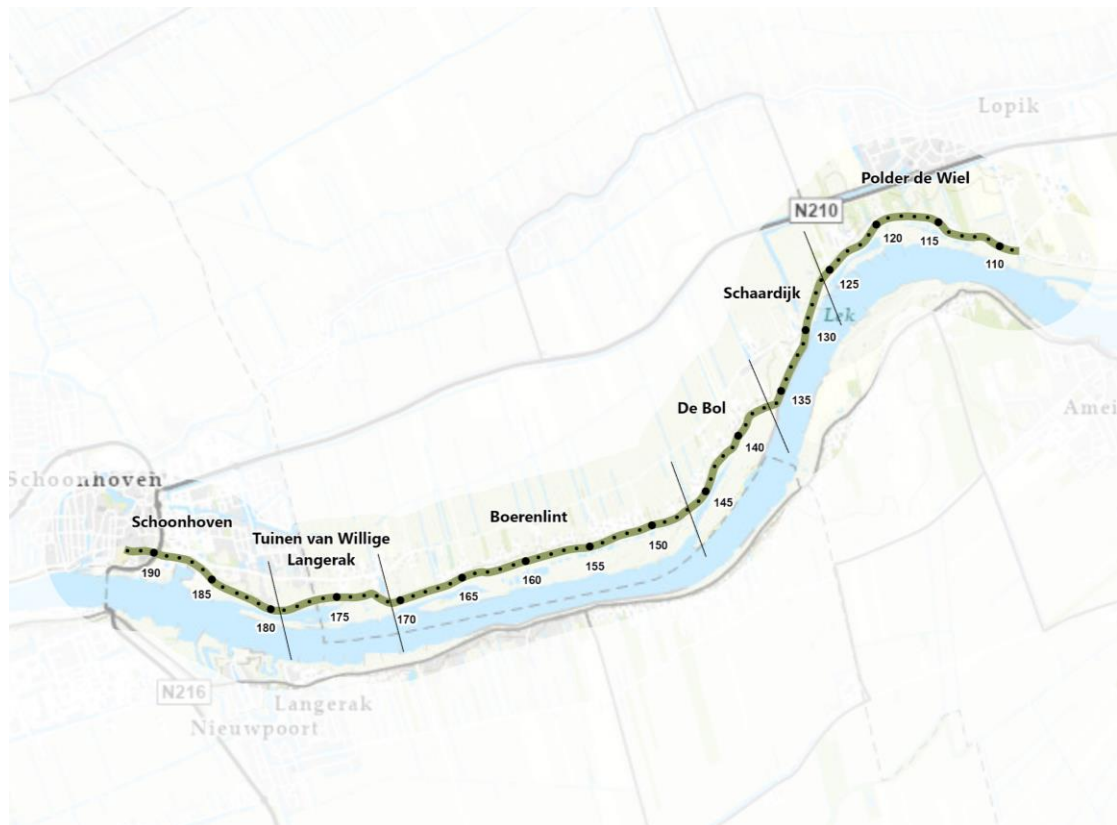 Lopik
Polder de Wiel
N210
120
115
110
125
Schaardijk
Lek
130
135
Amei
De Bol
140
Schoonhoven
145
Boerenlint
Schoonhoven
150
Tuinen van Willige
Langerak
155
190
160
185
165
175
170
180
N216
Langerak
Nieuwpoort